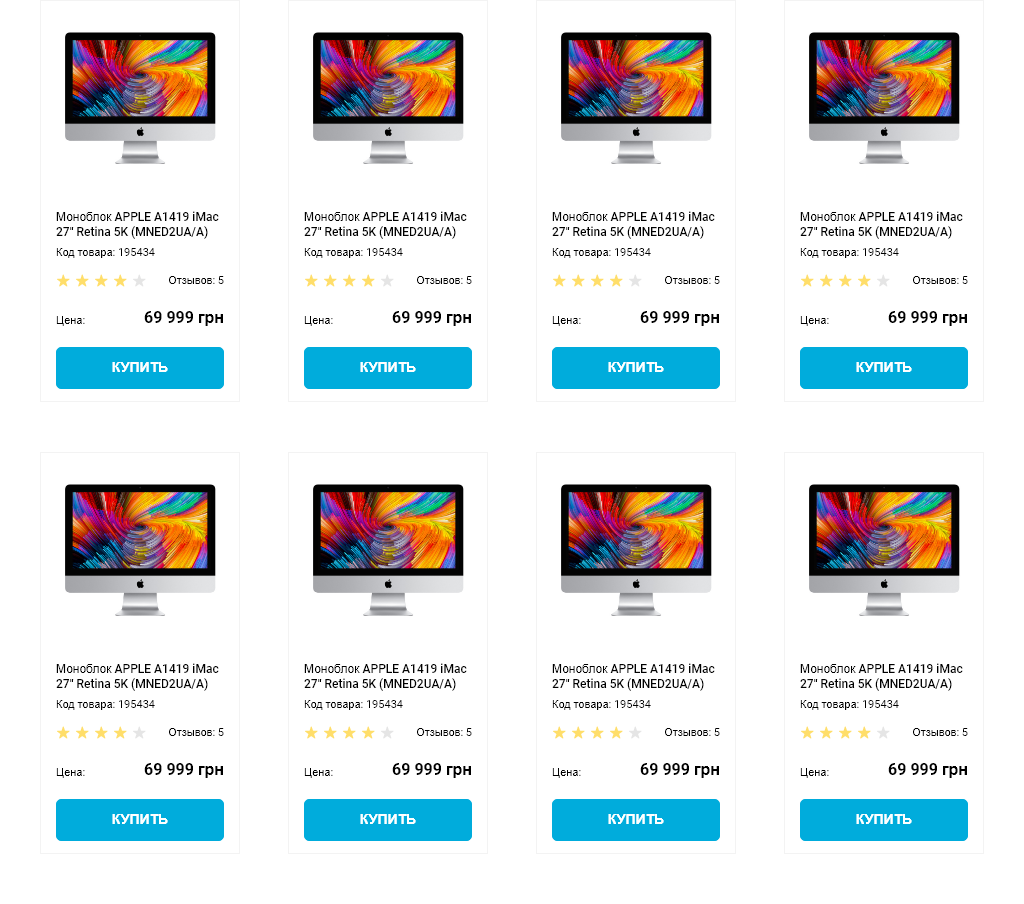 Моноблок APPLE A1419 iMac
27" Retina 5K (MNED2UA/A)
Код товара: 195434
Отзывов: 5
Цена: 69 999 грн
КУПИТЬ
Моноблок APPLE A1419 iMac
27" Retina 5K (MNED2UA/A)
Код товара: 195434
Отзывов: 5
Цена: 69 999 грн
КУПИТЬ
Моноблок APPLE A1419 iMac
27" Retina 5K (MNED2UA/A)
Код товара: 195434
Отзывов: 5
Цена: 69 999 грн
КУПИТЬ
Моноблок APPLE A1419 iMac
27" Retina 5K (MNED2UA/A)
Код товара: 195434
Отзывов: 5
Цена: 69 999 грн
КУПИТЬ
Моноблок APPLE A1419 iMac
27" Retina 5K (MNED2UA/A)
Код товара: 195434
Отзывов: 5
Цена: 69 999 грн
КУПИТЬ
Моноблок APPLE A1419 iMac
27" Retina 5K (MNED2UA/A)
Код товара: 195434
Отзывов: 5
Цена: 69 999 грн
КУПИТЬ
Моноблок APPLE A1419 iMac
27" Retina 5K (MNED2UA/A)
Код товара: 195434
Отзывов: 5
Цена: 69 999 грн
КУПИТЬ
Моноблок APPLE A1419 iMac
27" Retina 5K (MNED2UA/A)
Код товара: 195434
Отзывов: 5
Цена: 69 999 грн
КУПИТЬ